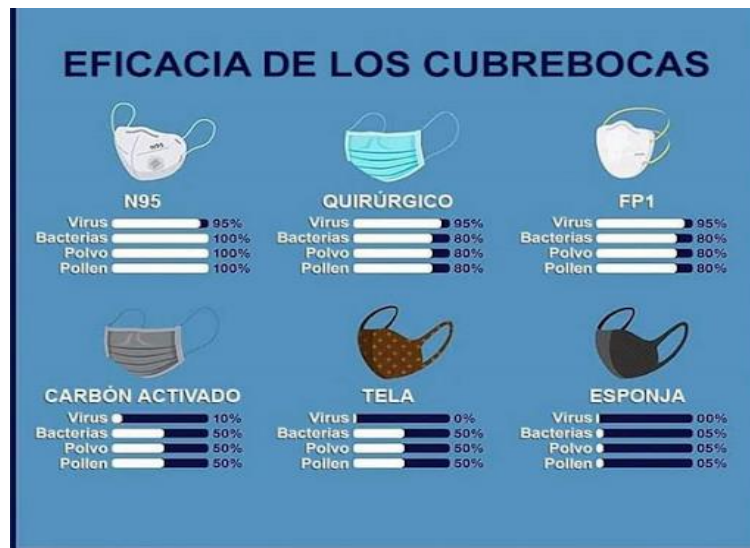 EFICACIA DE LOS CUBREBOCAS
N95
N95
Virus 95%
Bacterias 100%
Polvo 100%
Pollen 100%
QUIRÚRGICO
Virus 95%
Bacterias 80%
Polvo 80%
Pollen 80%
FP1
Virus 95%
Bacterias 80%
Polvo 80%
Pollen 80%
CARBÓN ACTIVADO
Virus 10%
Bacterias 50%
Polvo 50%
Pollen 50%
TELA
Virus 0%
Bacterias 50%
Polvo 50%
Pollen 50%
ESPONJA
Virus 00%
Bacterias 05%
Polvo 05%
Pollen 05%